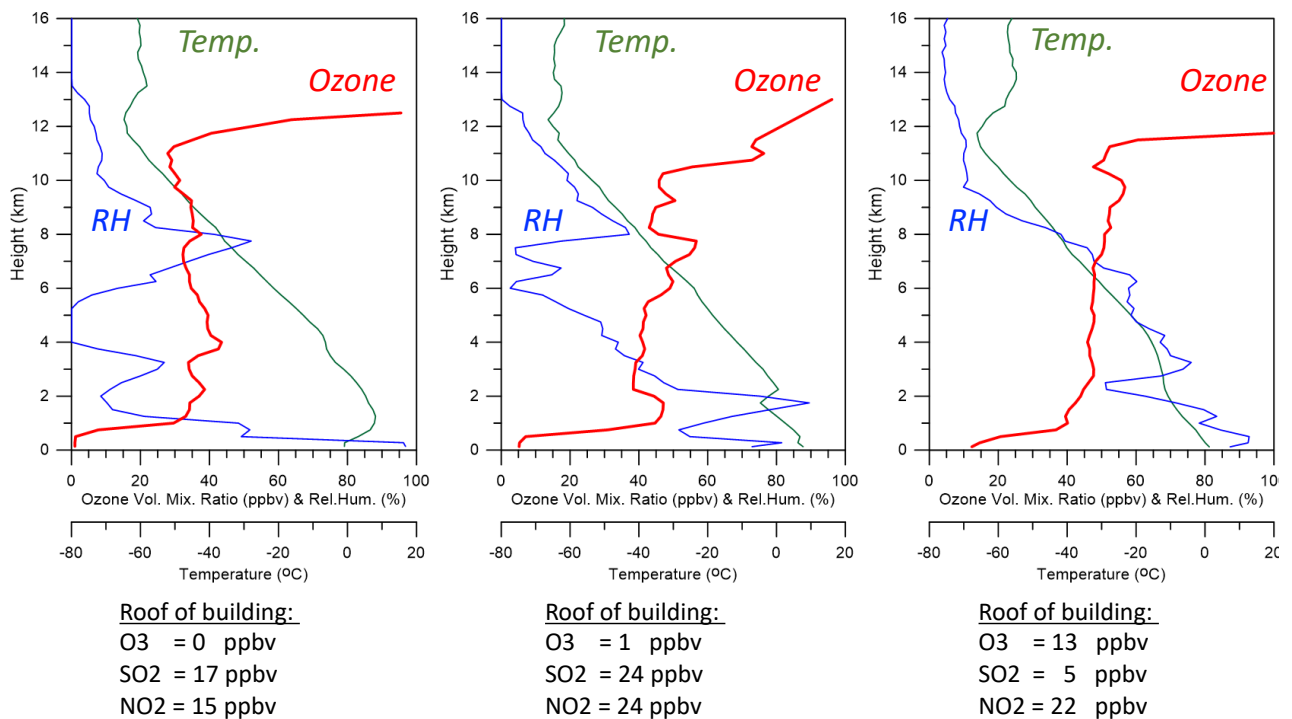 16
14
12
10
8
6
4
2
0
Height (km)
Temp.
Ozone
RH
0 20 40 60 80 100
Ozone Vol. Mix. Ratio (ppbv) & Rel.Hum. (%)
-80 -60 -40 -20 0 20
Temperature (ºC)
Roof of building:
O3 = 0 ppbv
SO2 = 17 ppbv
NO2 = 15 ppbv
16
14
12
10
8
6
4
2
0
Height (km)
Temp.
Ozone
RH
0 20 40 60 80 100
Ozone Vol. Mix. Ratio (ppbv) & Rel.Hum. (%)
-80 -60 -40 -20 0 20
Temperature (ºC)
Roof of building:
O3 = 1 ppbv
SO2 = 24 ppbv
NO2 = 24 ppbv
16
14
12
10
8
6
4
2
0
Height (km)
Temp.
Ozone
RH
0 20 40 60 80 100
Ozone Vol. Mix. Ratio (ppbv) & Rel.Hum. (%)
-80 -60 -40 -20 0 20
Temperature (ºC)
Roof of building:
O3 = 13 ppbv
SO2 = 5 ppbv
NO2 = 22 ppbv